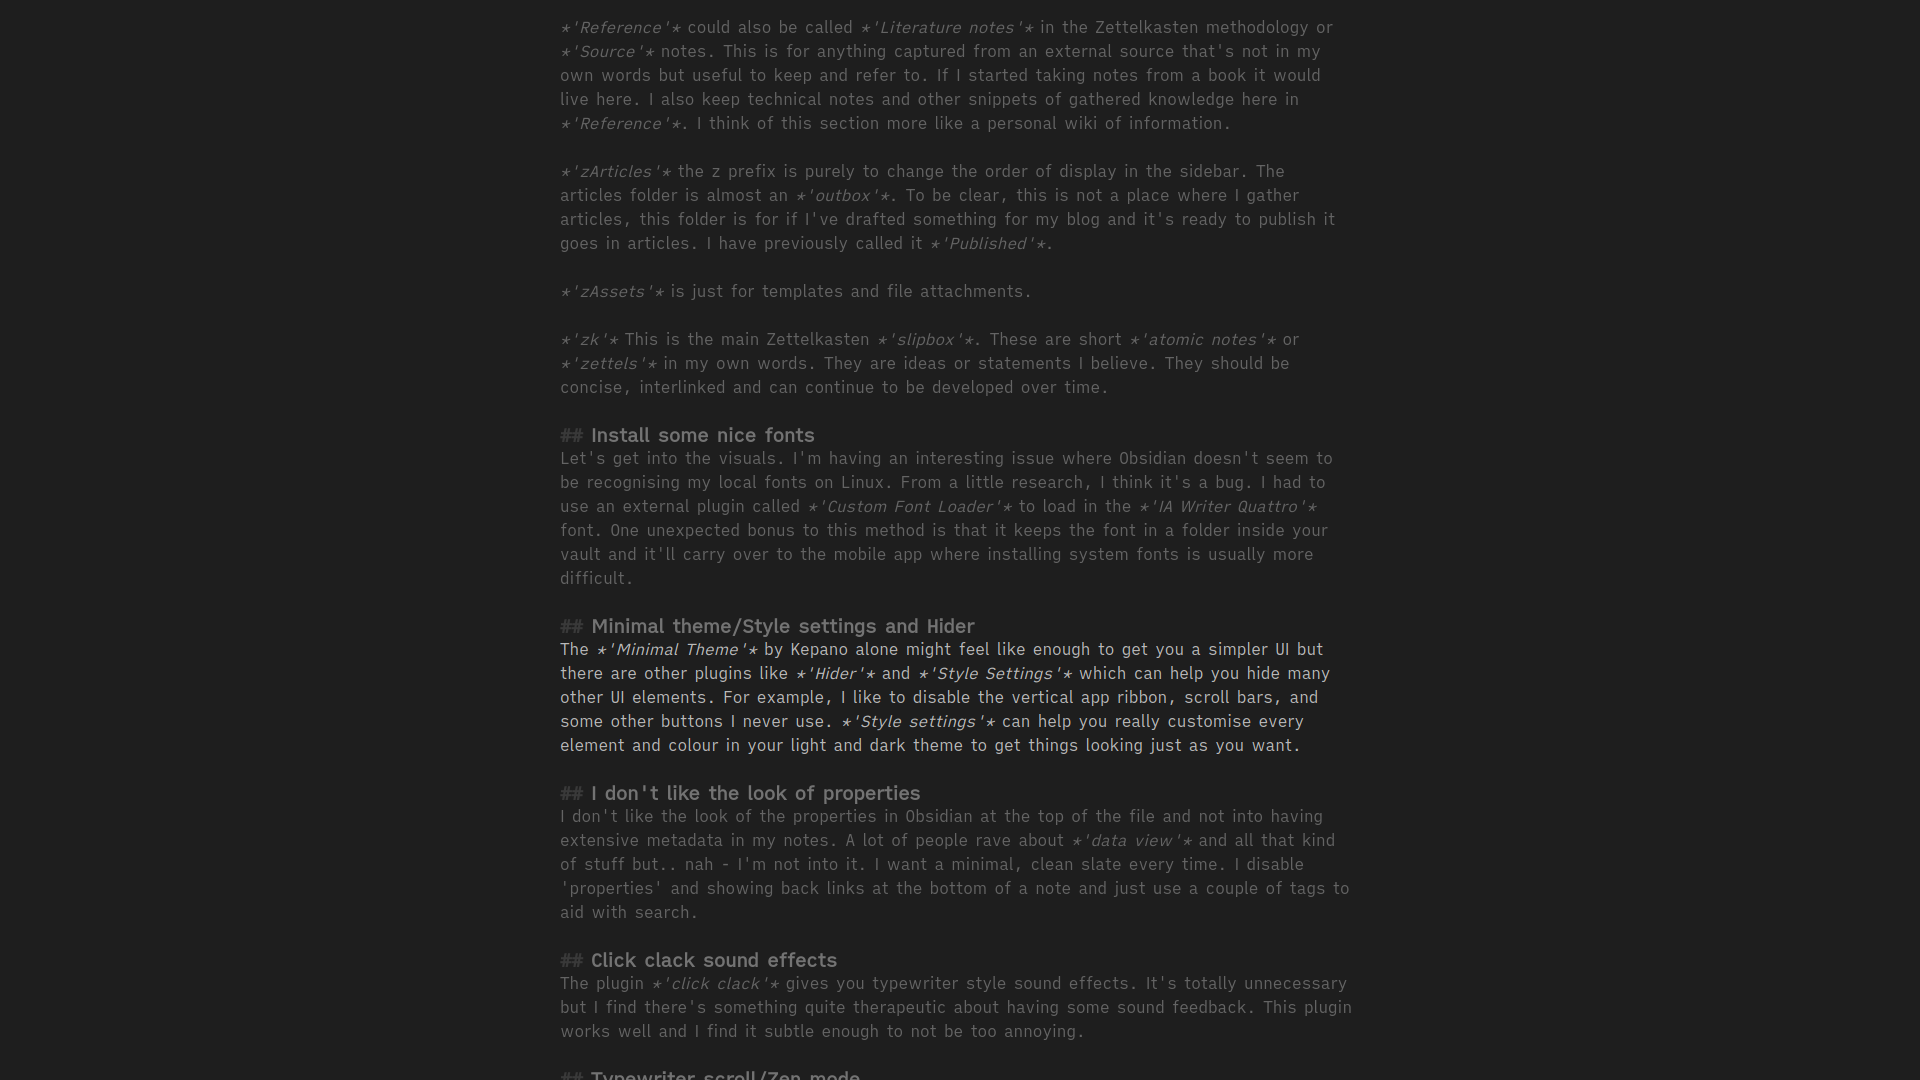 *'Reference'* could also be called *'Literature notes'* in the Zettelkasten methodology or
*'Source'* notes. This is for anything captured from an external source that's not in my
own words but useful to keep and refer to. If I started taking notes from a book it would
live here. I also keep technical notes and other snippets of gathered knowledge here in
*'Reference'*. I think of this section more like a personal wiki of information.
*'zArticles'* the z prefix is purely to change the order of display in the sidebar. The
articles folder is almost an *'outbox'*. To be clear, this is not a place where I gather
articles, this folder is for if I've drafted something for my blog and it's ready to publish it
goes in articles. I have previously called it *'Published'*.
*'zAssets'* is just for templates and file attachments.
*'zk'* This is the main Zettelkasten *'slipbox'*. These are short *'atomic notes'* or
*'zettels'* in my own words. They are ideas or statements I believe. They should be
concise, interlinked and can continue to be developed over time.
## Install some nice fonts
Let's get into the visuals. I'm having an interesting issue where Obsidian doesn't seem to
be recognising my local fonts on Linux. From a little research, I think it's a bug. I had to
use an external plugin called *'Custom Font Loader'* to load in the *'IA Writer Quattro'*
font. One unexpected bonus to this method is that it keeps the font in a folder inside your
vault and it'll carry over to the mobile app where installing system fonts is usually more
difficult.
## Minimal theme/Style settings and Hider
The *'Minimal Theme'* by Kepano alone might feel like enough to get you a simpler UI but
there are other plugins like *'Hider'* and *'Style Settings'* which can help you hide many
other UI elements. For example, I like to disable the vertical app ribbon, scroll bars, and
some other buttons I never use. *'Style settings'* can help you really customise every
element and colour in your light and dark theme to get things looking just as you want.
## I don't like the look of properties
I don't like the look of the properties in Obsidian at the top of the file and not into having
extensive metadata in my notes. A lot of people rave about *'data view'* and all that kind
of stuff but.. nah - I'm not into it. I want a minimal, clean slate every time. I disable
'properties' and showing back links at the bottom of a note and just use a couple of tags to
aid with search.
## Click clack sound effects
The plugin *'click clack'* gives you typewriter style sound effects. It's totally unnecessary
but I find there's something quite therapeutic about having some sound feedback. This plugin
works well and I find it subtle enough to not be too annoying.
## Typewriter scroll/Zen mode